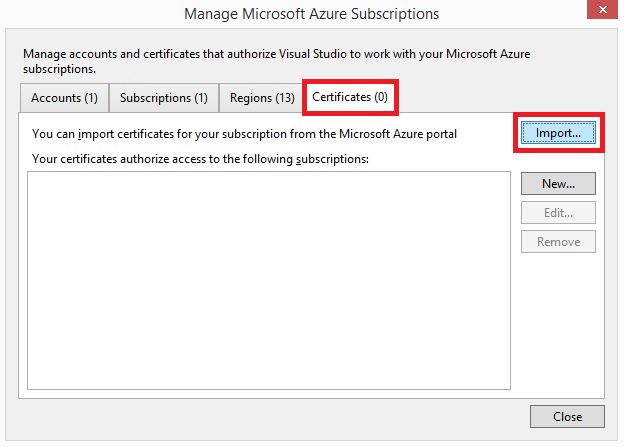 Manage Microsoft Azure Subscriptions
Manage accounts and certificates that authorize Visual Studio to work with your Microsoft Azure
subscriptions.
Accounts (1) Subscriptions (1) Regions (13) Certificates (0)
You can import certificates for your subscription from the Microsoft Azure portal
Import...
Your certificates authorize access to the following subscriptions:
New...
Edit...
Remove
Close